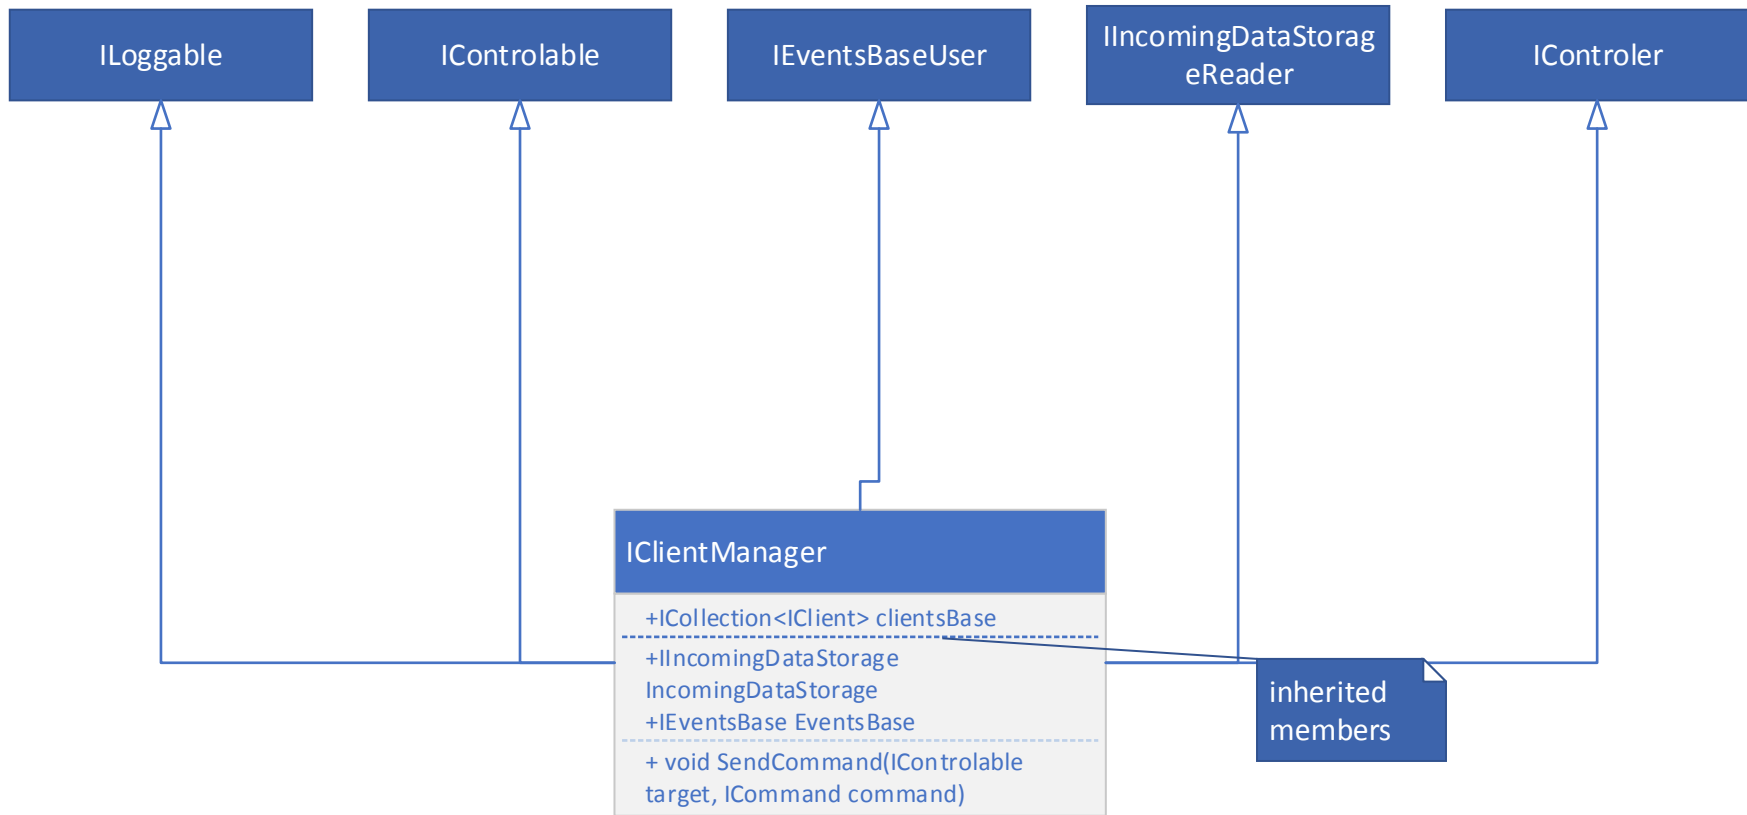 ILoggable
IControlable
IEventsBaseUser
IIncomingDataStorag
eReader
IControler
IClientManager
+ICollection<IClient> clientsBase
+IIncomingDataStorage
IncomingDataStorage
+IEventsBase EventsBase
+ void SendCommand(IControlable
target, ICommand command)
inherited
members